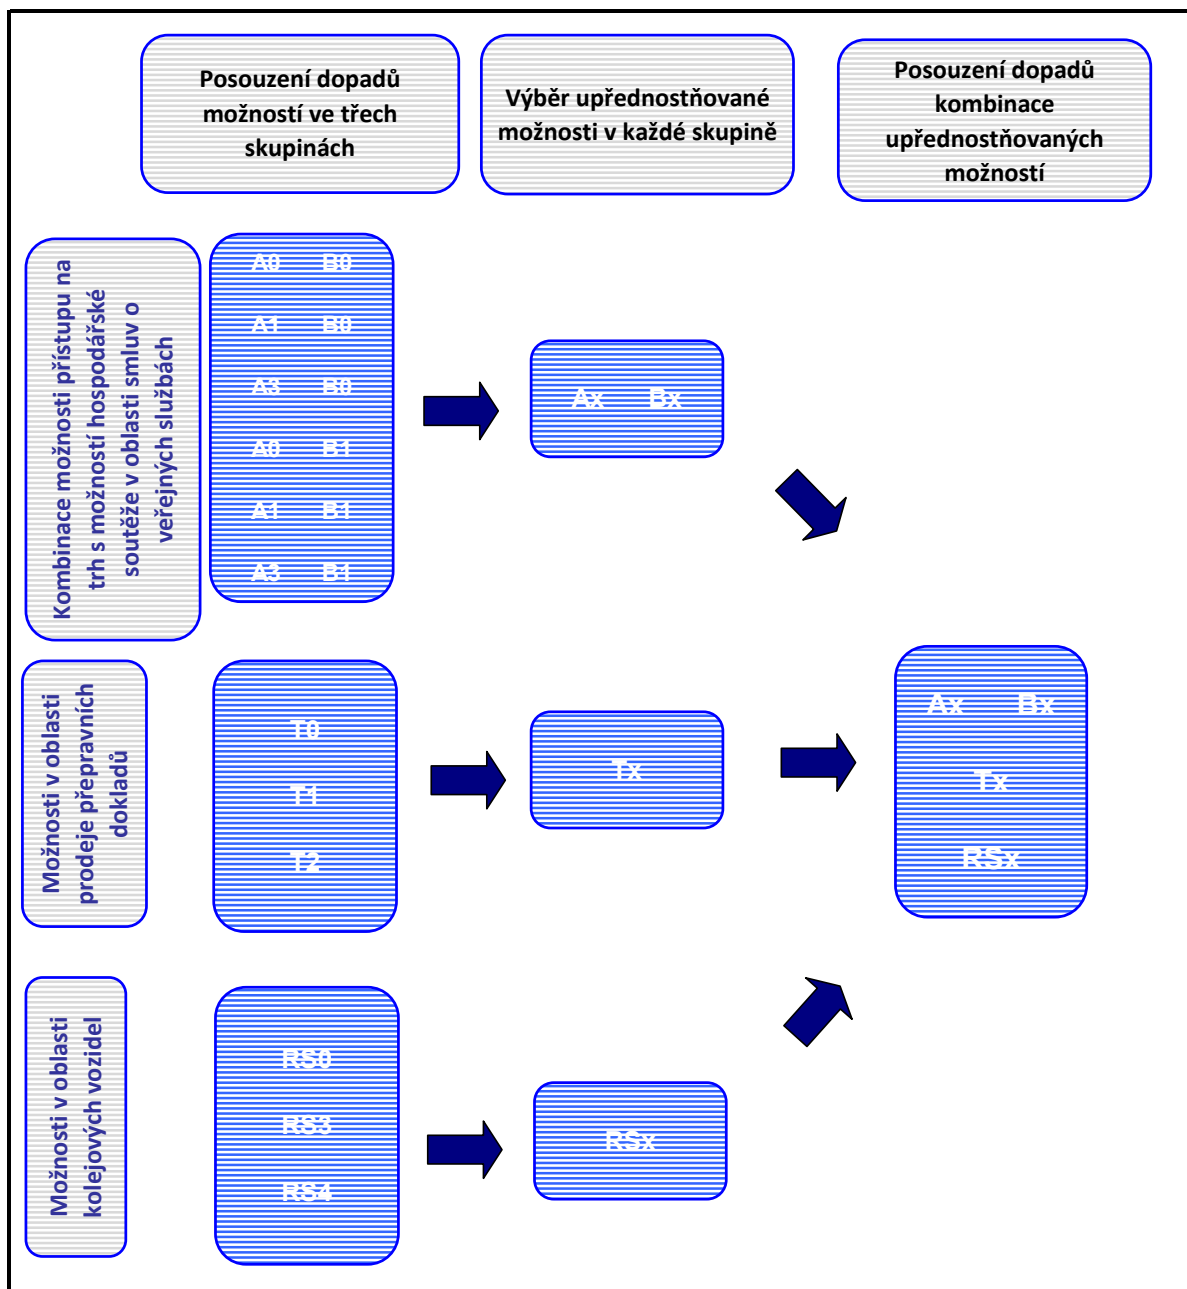 Posouzení dopadů
možností ve třech
skupinách
Výběr upřednostňované
možnosti v každé skupině
Posouzení dopadů
kombinace
upřednostňovaných
možností
Kombinace možnosti přístupu na
trh s možností hospodářské
soutěže v oblasti smluv o
veřejných službách
A0 B0
A1 B0
A3 B0
A0 B1
A1 B1
A3 B1
Ax Bx
Možnosti v oblasti
prodeje přepravních
dokladů
T0
T1
T2
Tx
Ax Bx
Tx
RSx
Možnosti v oblasti
kolejových vozidel
RS0
RS3
RS4
RSx